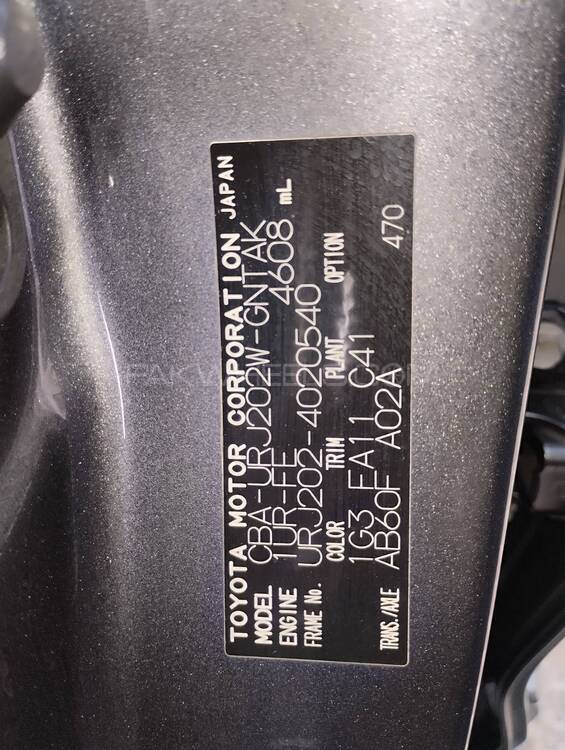 TOYOTA MOTOR CORPORATION JAPAN
MODEL CBA-URJ202W-GNTAK
ENGINE 1UR-FE 4608 mL
FRAME No. URJ202-4020540
COLOR TRIM PLANT OPTION
1G3 FA11 C41
TRANS./AXLE AB60F A02A 470